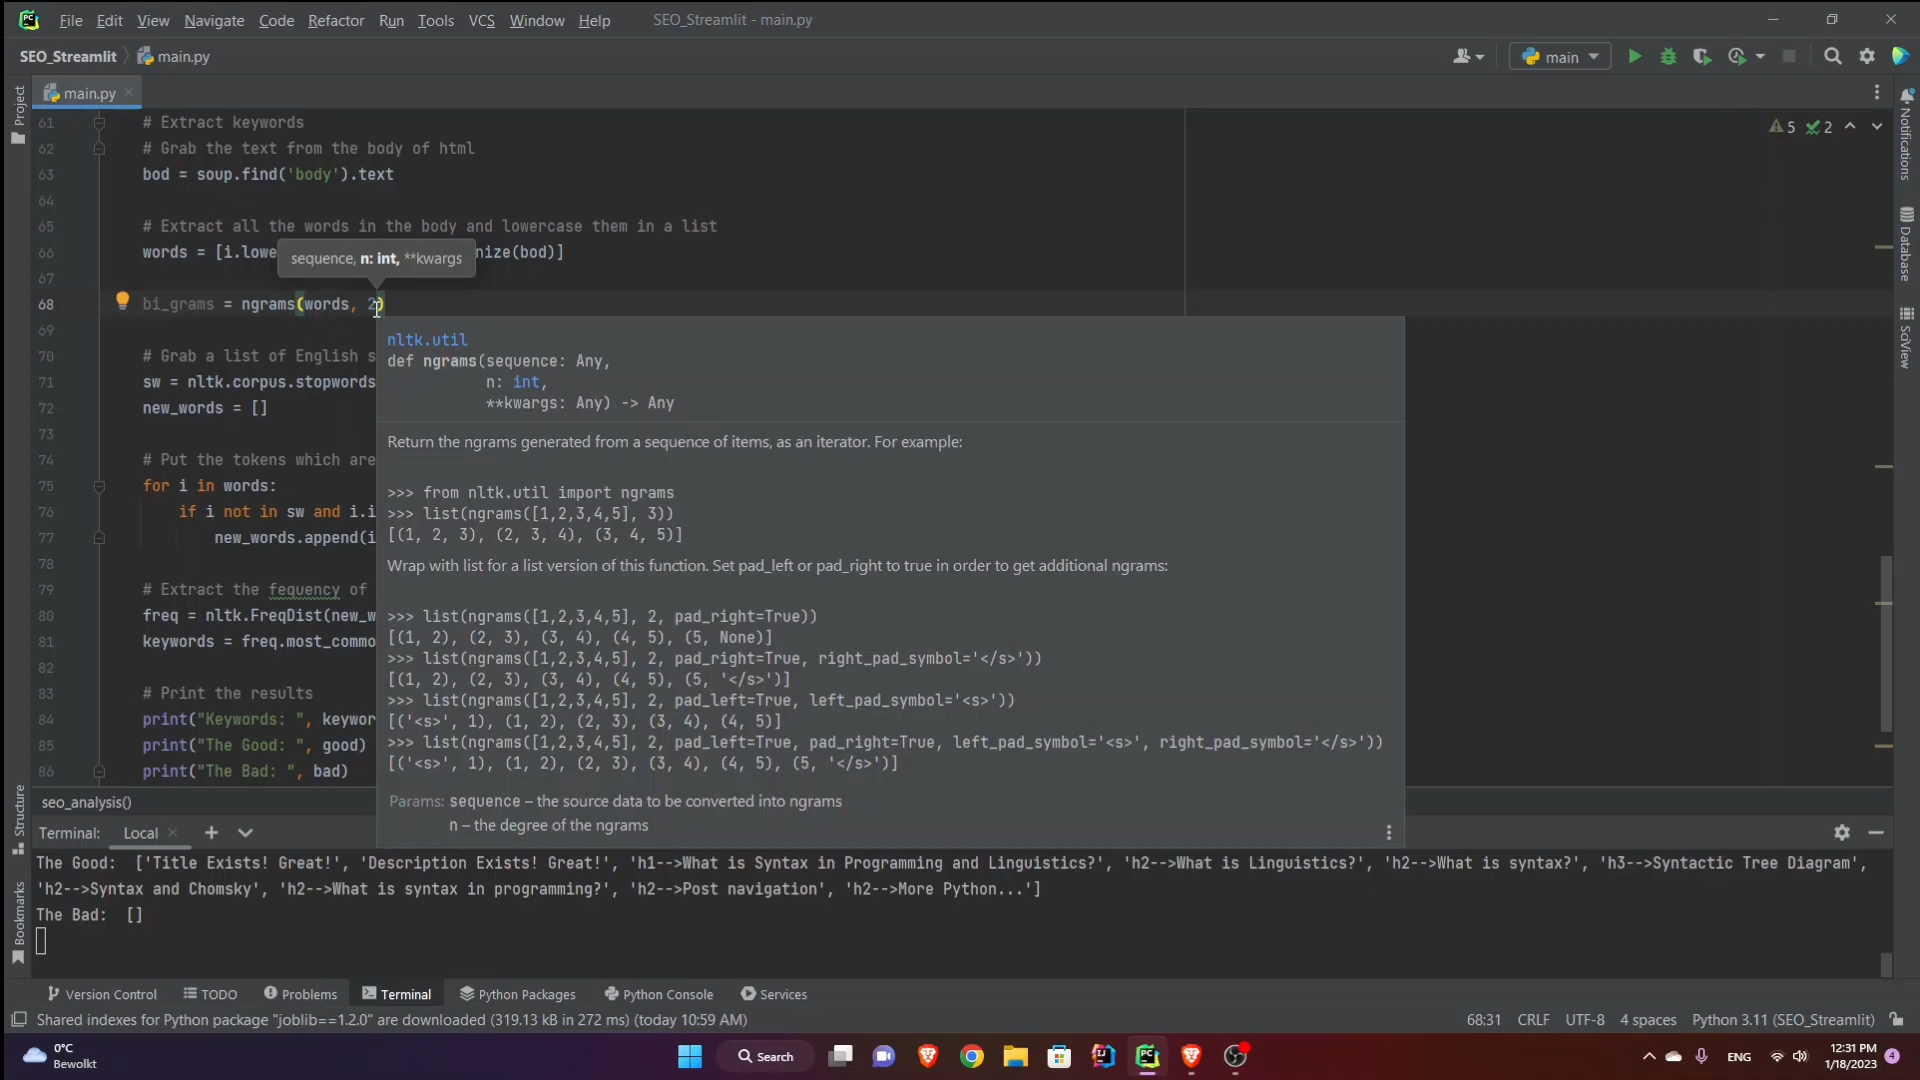 File Edit View Navigate Code Refactor Run Tools VCS Window Help SEO_Streamlit - main.py
SEO_Streamlit main.py main
Project
main.py
Notifications
Database
SciView
5 2
61 # Extract keywords
62 # Grab the text from the body of html
63 bod = soup.find('body').text
64
65 # Extract all the words in the body and lowercase them in a list
66 words = [i.lowe nize(bod)]
sequence, n: int, **kwargs
67
68 bi_grams = ngrams(words, 2)
69
70 # Grab a list of English s
71 sw = nltk.corpus.stopwords
72 new_words = []
73
74 # Put the tokens which are
75 for i in words:
76 if i not in sw and i.i
77 new_words.append(i
78
79 # Extract the fequency of
80 freq = nltk.FreqDist(new_w
81 keywords = freq.most_commo
82
83 # Print the results
84 print("Keywords: ", keywor
85 print("The Good: ", good)
86 print("The Bad: ", bad)
nltk.util
def ngrams(sequence: Any,
n: int,
**kwargs: Any) -> Any
Return the ngrams generated from a sequence of items, as an iterator. For example:
>>> from nltk.util import ngrams
>>> list(ngrams([1,2,3,4,5], 3))
[(1, 2, 3), (2, 3, 4), (3, 4, 5)]
Wrap with list for a list version of this function. Set pad_left or pad_right to true in order to get additional ngrams:
>>> list(ngrams([1,2,3,4,5], 2, pad_right=True))
[(1, 2), (2, 3), (3, 4), (4, 5), (5, None)]
>>> list(ngrams([1,2,3,4,5], 2, pad_right=True, right_pad_symbol='</s>'))
[(1, 2), (2, 3), (3, 4), (4, 5), (5, '</s>')]
>>> list(ngrams([1,2,3,4,5], 2, pad_left=True, left_pad_symbol='<s>'))
[('<s>', 1), (1, 2), (2, 3), (3, 4), (4, 5)]
>>> list(ngrams([1,2,3,4,5], 2, pad_left=True, pad_right=True, left_pad_symbol='<s>', right_pad_symbol='</s>'))
[('<s>', 1), (1, 2), (2, 3), (3, 4), (4, 5), (5, '</s>')]
Params: sequence – the source data to be converted into ngrams
n – the degree of the ngrams
seo_analysis()
Structure
Bookmarks
Terminal: Local
The Good:  ['Title Exists! Great!', 'Description Exists! Great!', 'h1-->What is Syntax in Programming and Linguistics?', 'h2-->What is Linguistics?', 'h2-->What is syntax?', 'h3-->Syntactic Tree Diagram',
'h2-->Syntax and Chomsky', 'h2-->What is syntax in programming?', 'h2-->Post navigation', 'h2-->More Python...']
The Bad:  []
Version Control TODO Problems Terminal Python Packages Python Console Services
Shared indexes for Python package "joblib==1.2.0" are downloaded (319.13 kB in 272 ms) (today 10:59 AM) 68:31 CRLF UTF-8 4 spaces Python 3.11 (SEO_Streamlit)
0°C
Bewolkt
Search
ENG
12:31 PM
1/18/2023
4